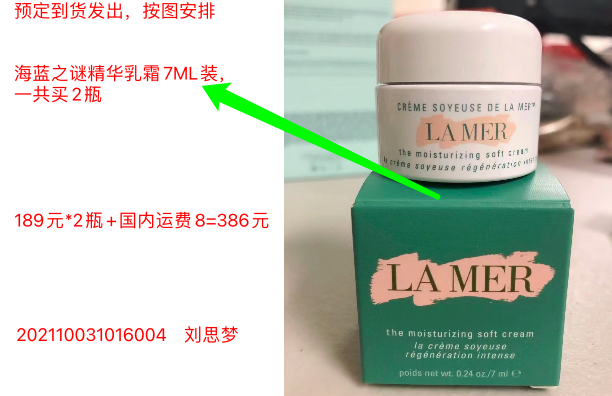 预定到货发出，按图安排
海蓝之谜精华乳霜7ML装，
一共买2瓶
189元*2瓶+国内运费8=386元
202110031016004 刘思梦
CRÈME SOYEUSE DE LA MER™
LA MER
the moisturizing soft cream
la crème soyeuse régénération intense
LA MER
the moisturizing soft cream
la crème soyeuse
régénération intense
poids net wt. 0.24 oz./7 ml ℮